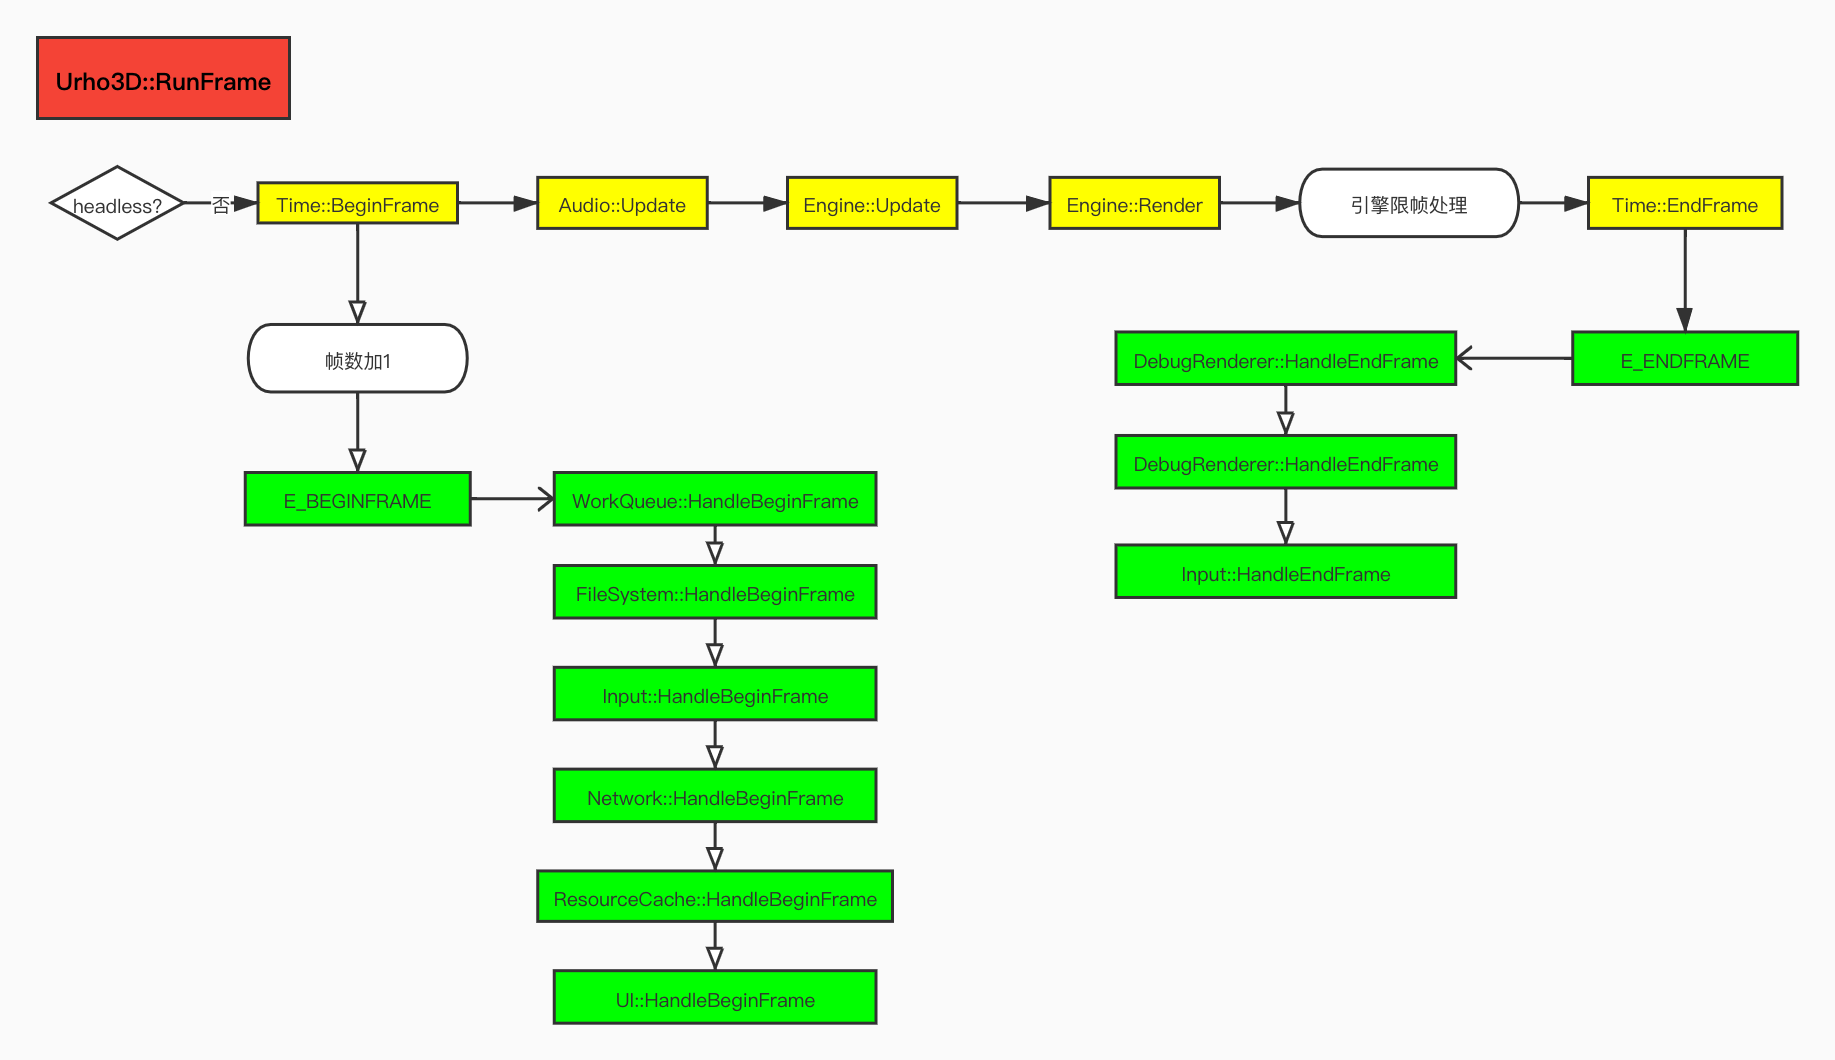 Urho3D::RunFrame
headless?
否
Time::BeginFrame
Audio::Update
Engine::Update
Engine::Render
引擎限帧处理
Time::EndFrame
帧数加1
DebugRenderer::HandleEndFrame
E_ENDFRAME
DebugRenderer::HandleEndFrame
E_BEGINFRAME
WorkQueue::HandleBeginFrame
Input::HandleEndFrame
FileSystem::HandleBeginFrame
Input::HandleBeginFrame
Network::HandleBeginFrame
ResourceCache::HandleBeginFrame
UI::HandleBeginFrame